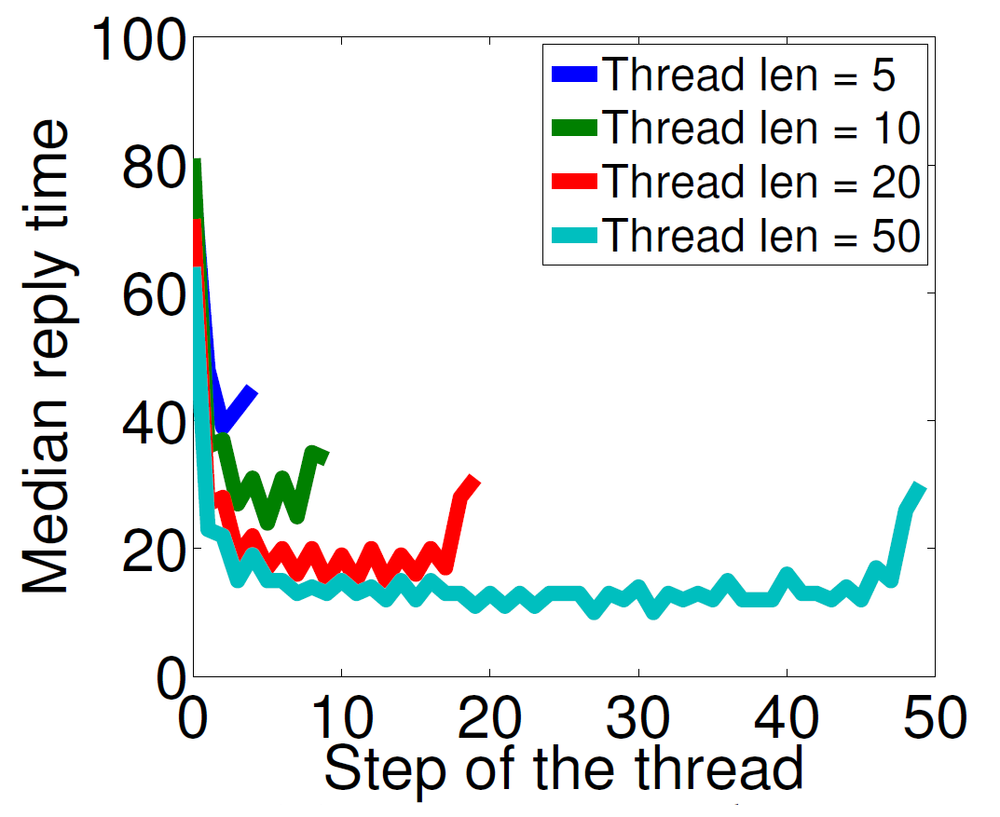 100
80
60
40
20
0
Median reply time
Thread len = 5
Thread len = 10
Thread len = 20
Thread len = 50
0 10 20 30 40 50
Step of the thread